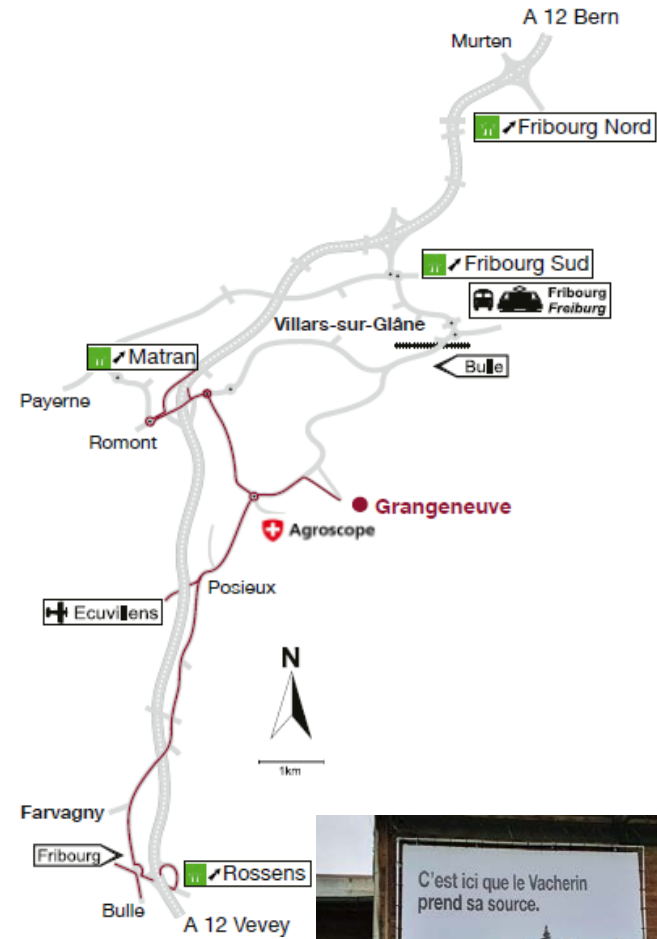 A 12 Bern
Murten
Fribourg Nord
Fribourg Sud
Fribourg
Freiburg
Villars-sur-Glâne
Bulle
Matran
Payerne
Romont
Grangeneuve
Agroscope
Posieux
Ecuvillens
N
1km
Farvagny
Fribourg
Rossens
Bulle
A 12 Vevey
C'est ici que le Vacherin
prend sa source.